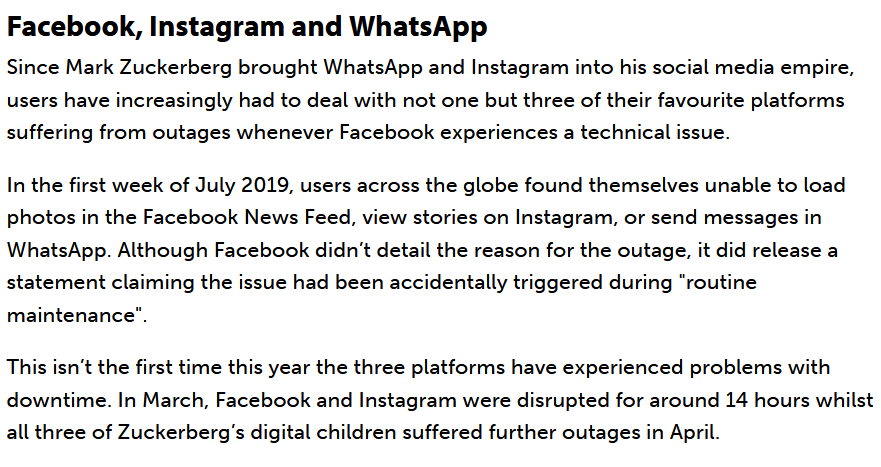 Facebook, Instagram and WhatsApp
Since Mark Zuckerberg brought WhatsApp and Instagram into his social media empire,
users have increasingly had to deal with not one but three of their favourite platforms
suffering from outages whenever Facebook experiences a technical issue.
In the first week of July 2019, users across the globe found themselves unable to load
photos in the Facebook News Feed, view stories on Instagram, or send messages in
WhatsApp. Although Facebook didn’t detail the reason for the outage, it did release a
statement claiming the issue had been accidentally triggered during "routine
maintenance".
This isn’t the first time this year the three platforms have experienced problems with
downtime. In March, Facebook and Instagram were disrupted for around 14 hours whilst
all three of Zuckerberg’s digital children suffered further outages in April.